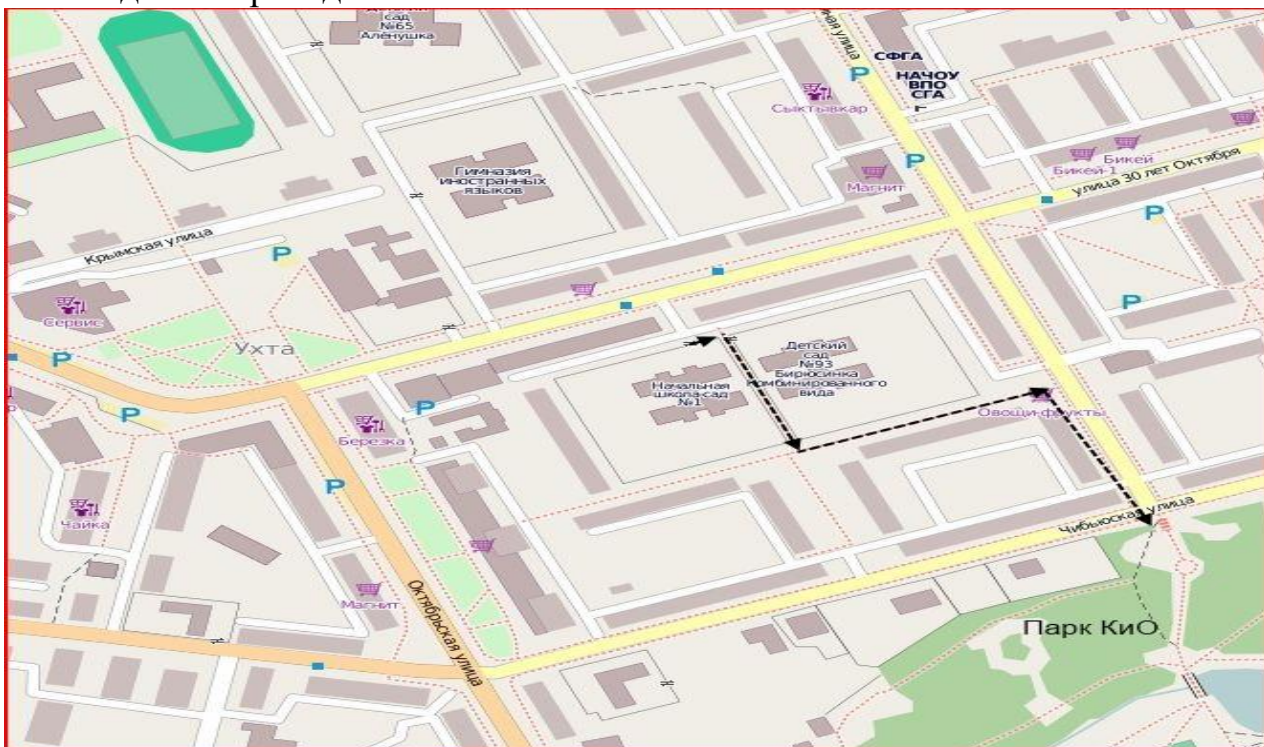 сад
№65
Алёнушка
СФГА
НАЧОУ
ВПО
СГА
Сыктывкар
Магнит
Бикей
Бикей-1
улица 30 лет Октября
Гимназия
иностранных
языков
Крымская улица
P
P
P
P
P
P
P
P
Сервис
Ухта
Детский
сад
№93
Бирюсинка
Комбинированного
вида
Начальная
школа-сад
№1
Овощи-фрукты
Березка
Чайка
Магнит
Октябрьская улица
Чибьюская улица
Парк КиО